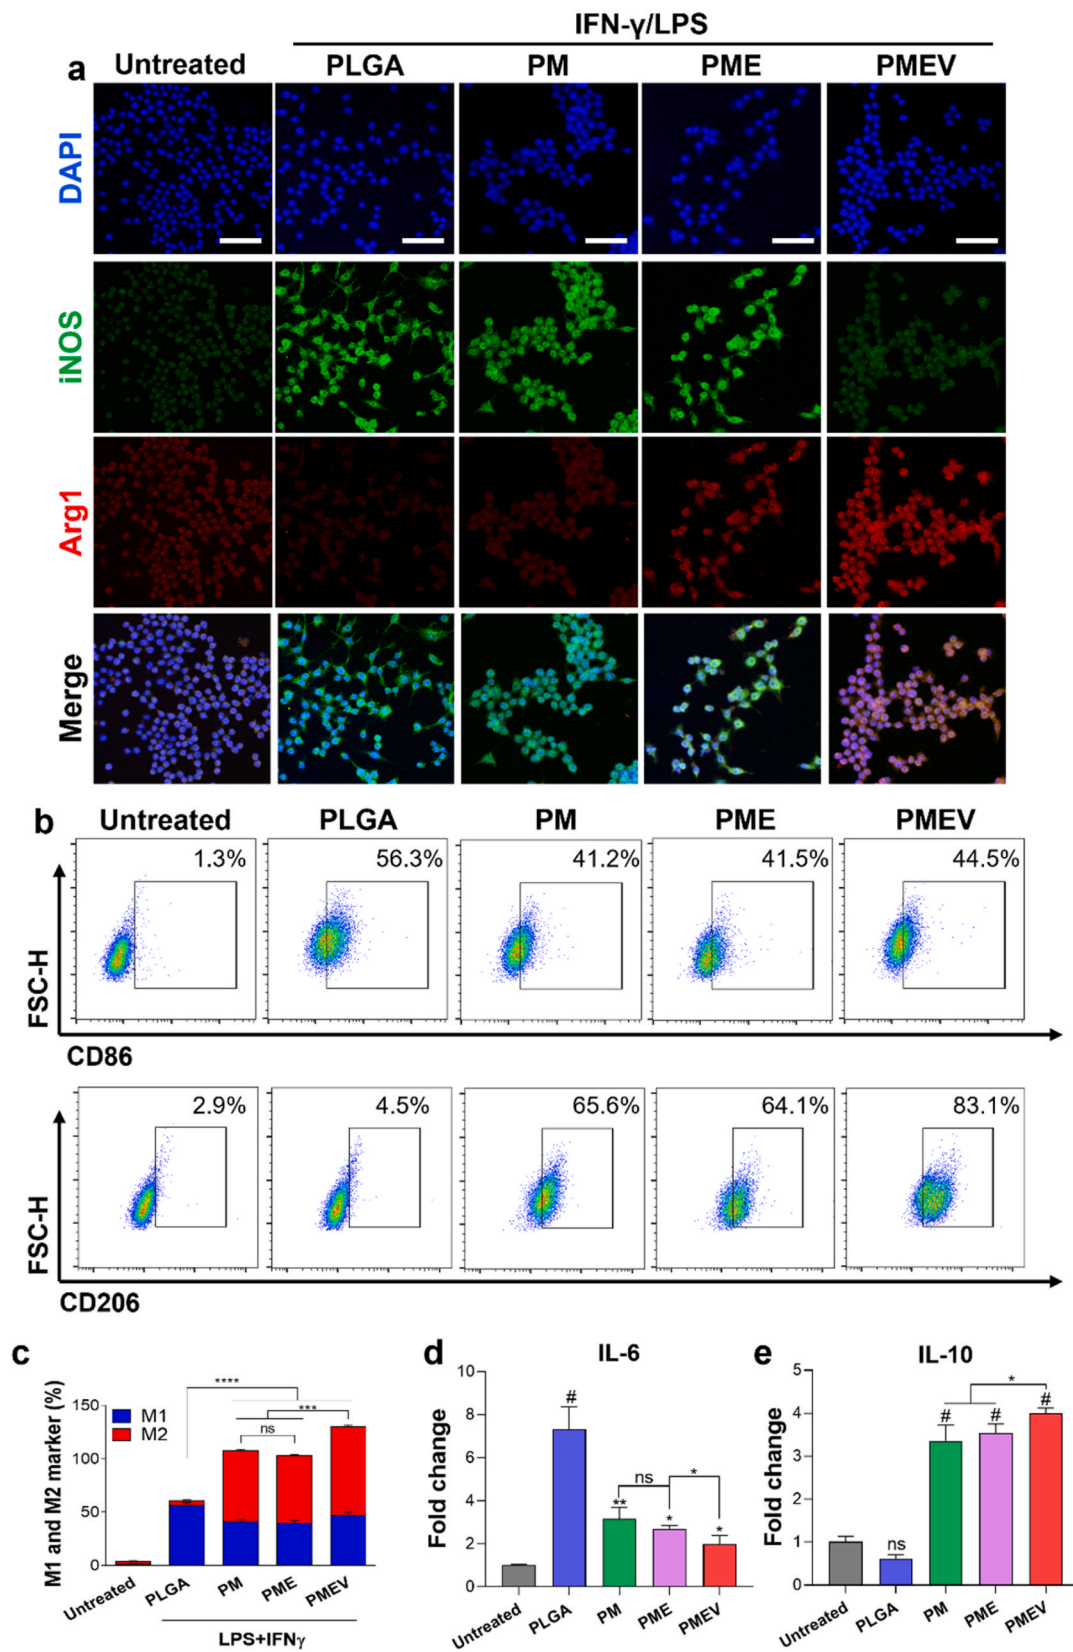 IFN-γ/LPS
a
Untreated PLGA PM PME PMEV
DAPI
iNOS
Arg1
Merge
b
Untreated PLGA PM PME PMEV
1.3% 56.3% 41.2% 41.5% 44.5%
FSC-H
CD86
2.9% 4.5% 65.6% 64.1% 83.1%
FSC-H
CD206
c
M1 and M2 marker (%)
150
100
50
0
M1
M2
****
***
ns
Untreated PLGA PM PME PMEV
LPS+IFNγ
d
IL-6
Fold change
10
8
6
4
2
0
#
ns
*
** * *
Untreated PLGA PM PME PMEV
e
IL-10
Fold change
5
4
3
2
1
0
*
# # #
ns
Untreated PLGA PM PME PMEV